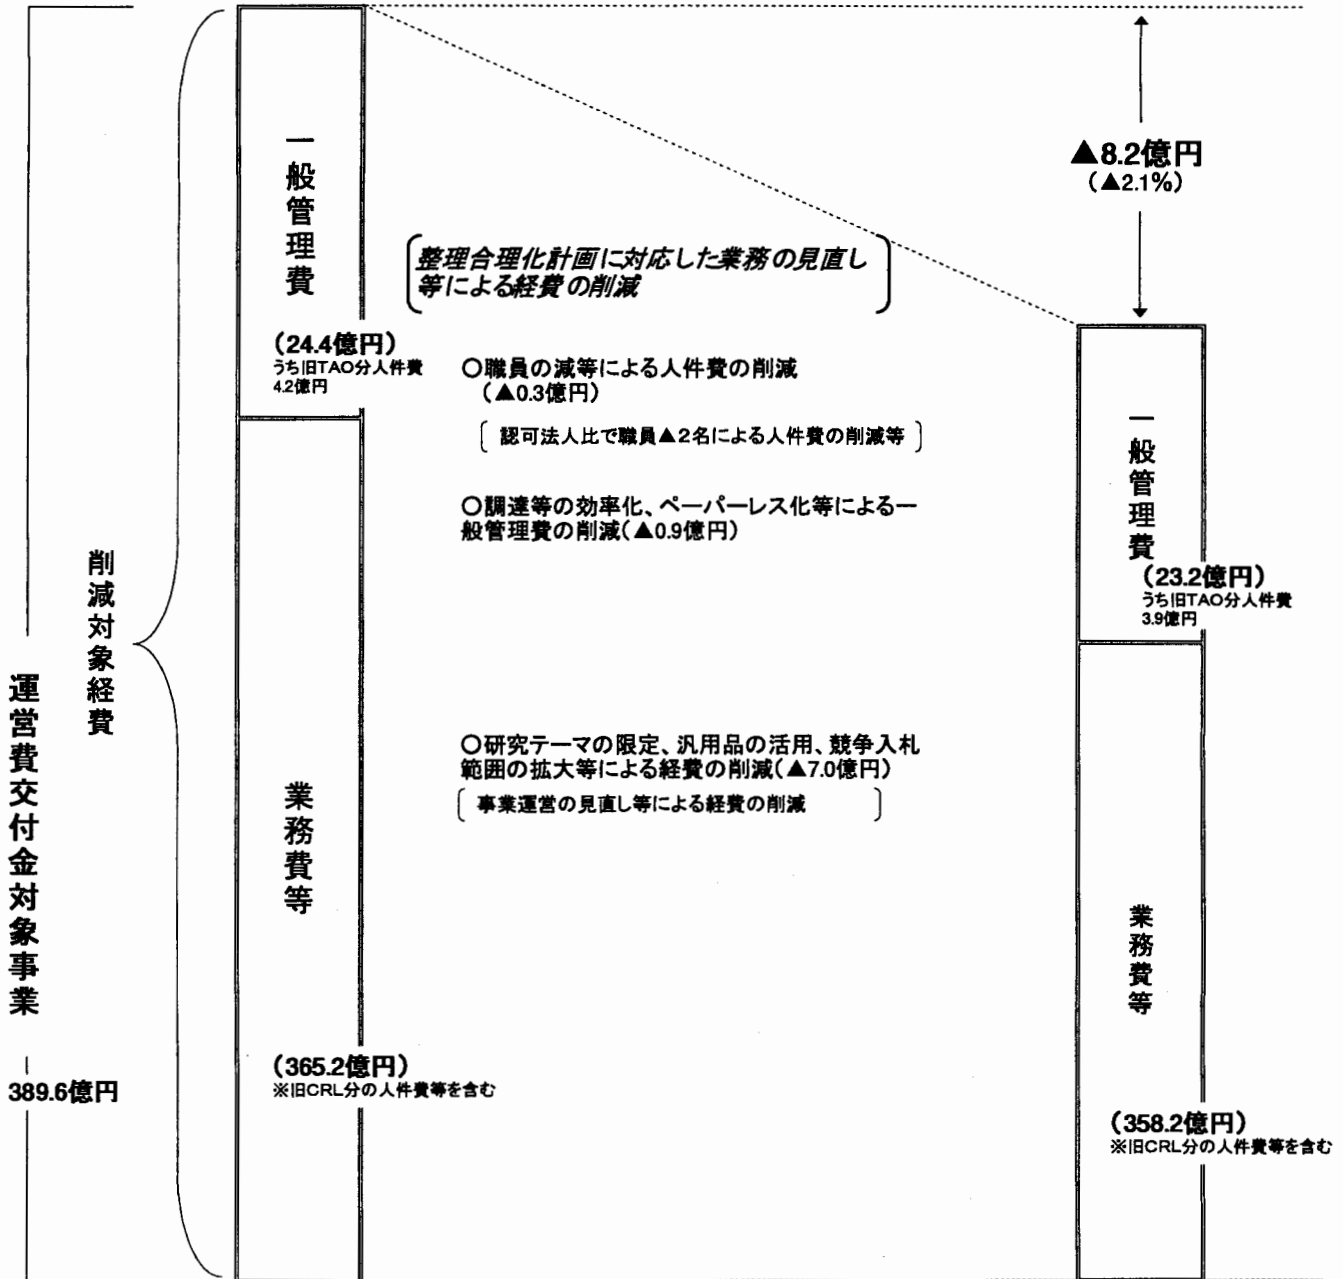 運営費交付金対象事業
389.6億円
削減対象経費
一般管理費
(24.4億円)
うち旧TAO分人件費
4.2億円
業務費等
(365.2億円)
※旧CRL分の人件費等を含む
整理合理化計画に対応した業務の見直し
等による経費の削減
○職員の減等による人件費の削減
(▲0.3億円)
認可法人比で職員▲2名による人件費の削減等
○調達等の効率化、ペーパーレス化等による一
般管理費の削減(▲0.9億円)
○研究テーマの限定、汎用品の活用、競争入札
範囲の拡大等による経費の削減(▲7.0億円)
事業運営の見直し等による経費の削減
▲8.2億円
(▲2.1%)
一般管理費
(23.2億円)
うち旧TAO分人件費
3.9億円
業務費等
(358.2億円)
※旧CRL分の人件費等を含む